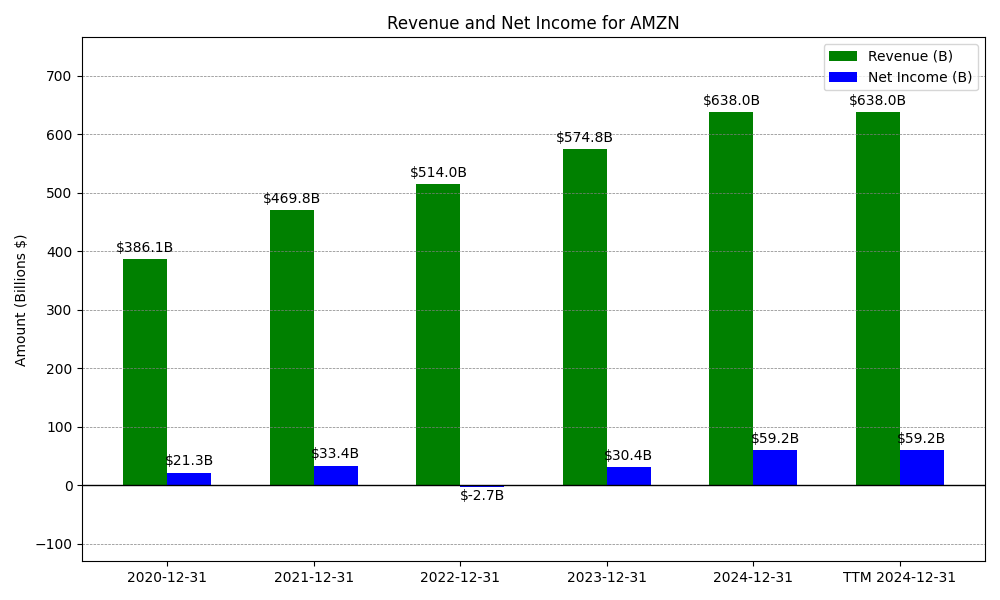 Revenue and Net Income for AMZN
Revenue (B)
Net Income (B)
Amount (Billions $)
700
600
500
400
300
200
100
0
−100
$386.1B
$21.3B
$469.8B
$33.4B
$514.0B
$-2.7B
$574.8B
$30.4B
$638.0B
$59.2B
$638.0B
$59.2B
2020-12-31
2021-12-31
2022-12-31
2023-12-31
2024-12-31
TTM 2024-12-31